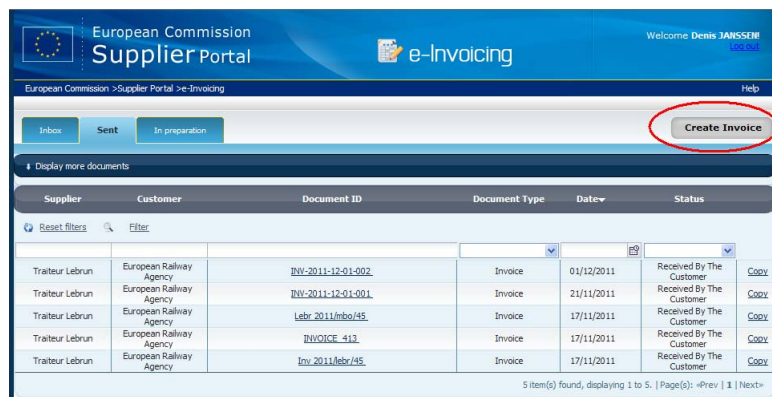 European Commission
Supplier Portal
e-Invoicing
Welcome Denis JANSSEN!
Log out
European Commission >Supplier Portal >e-Invoicing
Help
Inbox
Sent
In preparation
Create Invoice
Display more documents
Supplier Customer Document ID Document Type Date Status
Reset filters Filter
Traiteur Lebrun European Railway Agency INV-2011-12-01-002 Invoice 01/12/2011 Received By The Customer Copy
Traiteur Lebrun European Railway Agency INV-2011-12-01-001 Invoice 21/11/2011 Received By The Customer Copy
Traiteur Lebrun European Railway Agency Lebr 2011/mbo/45 Invoice 17/11/2011 Received By The Customer Copy
Traiteur Lebrun European Railway Agency INVOICE 413 Invoice 17/11/2011 Received By The Customer Copy
Traiteur Lebrun European Railway Agency Inv 2011/lebr/45 Invoice 17/11/2011 Received By The Customer Copy
5 item(s) found, displaying 1 to 5. | Page(s): «Prev | 1 | Next»